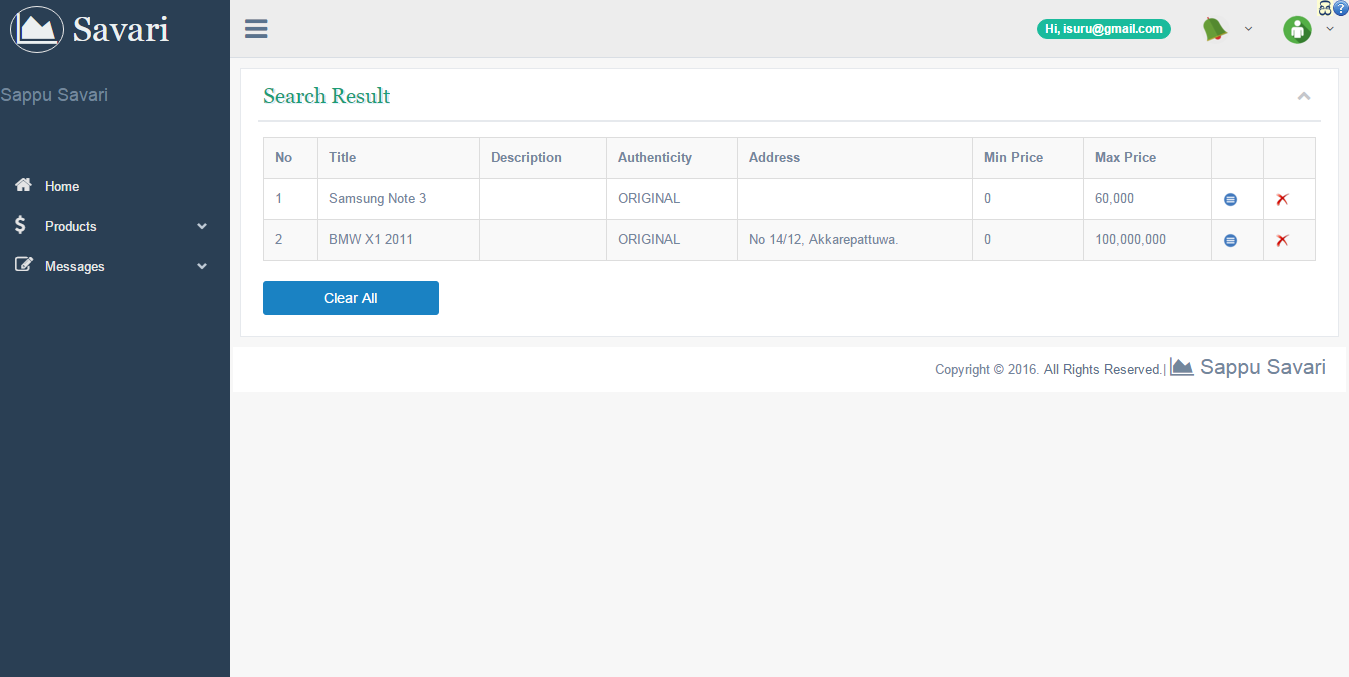 Savari
Hi, isuru@gmail.com
Sappu Savari
Home
Products
Messages
Search Result
No Title Description Authenticity Address Min Price Max Price
1 Samsung Note 3 ORIGINAL 0 60,000
2 BMW X1 2011 ORIGINAL No 14/12, Akkarepattuwa. 0 100,000,000
Clear All
Copyright © 2016. All Rights Reserved.| Sappu Savari